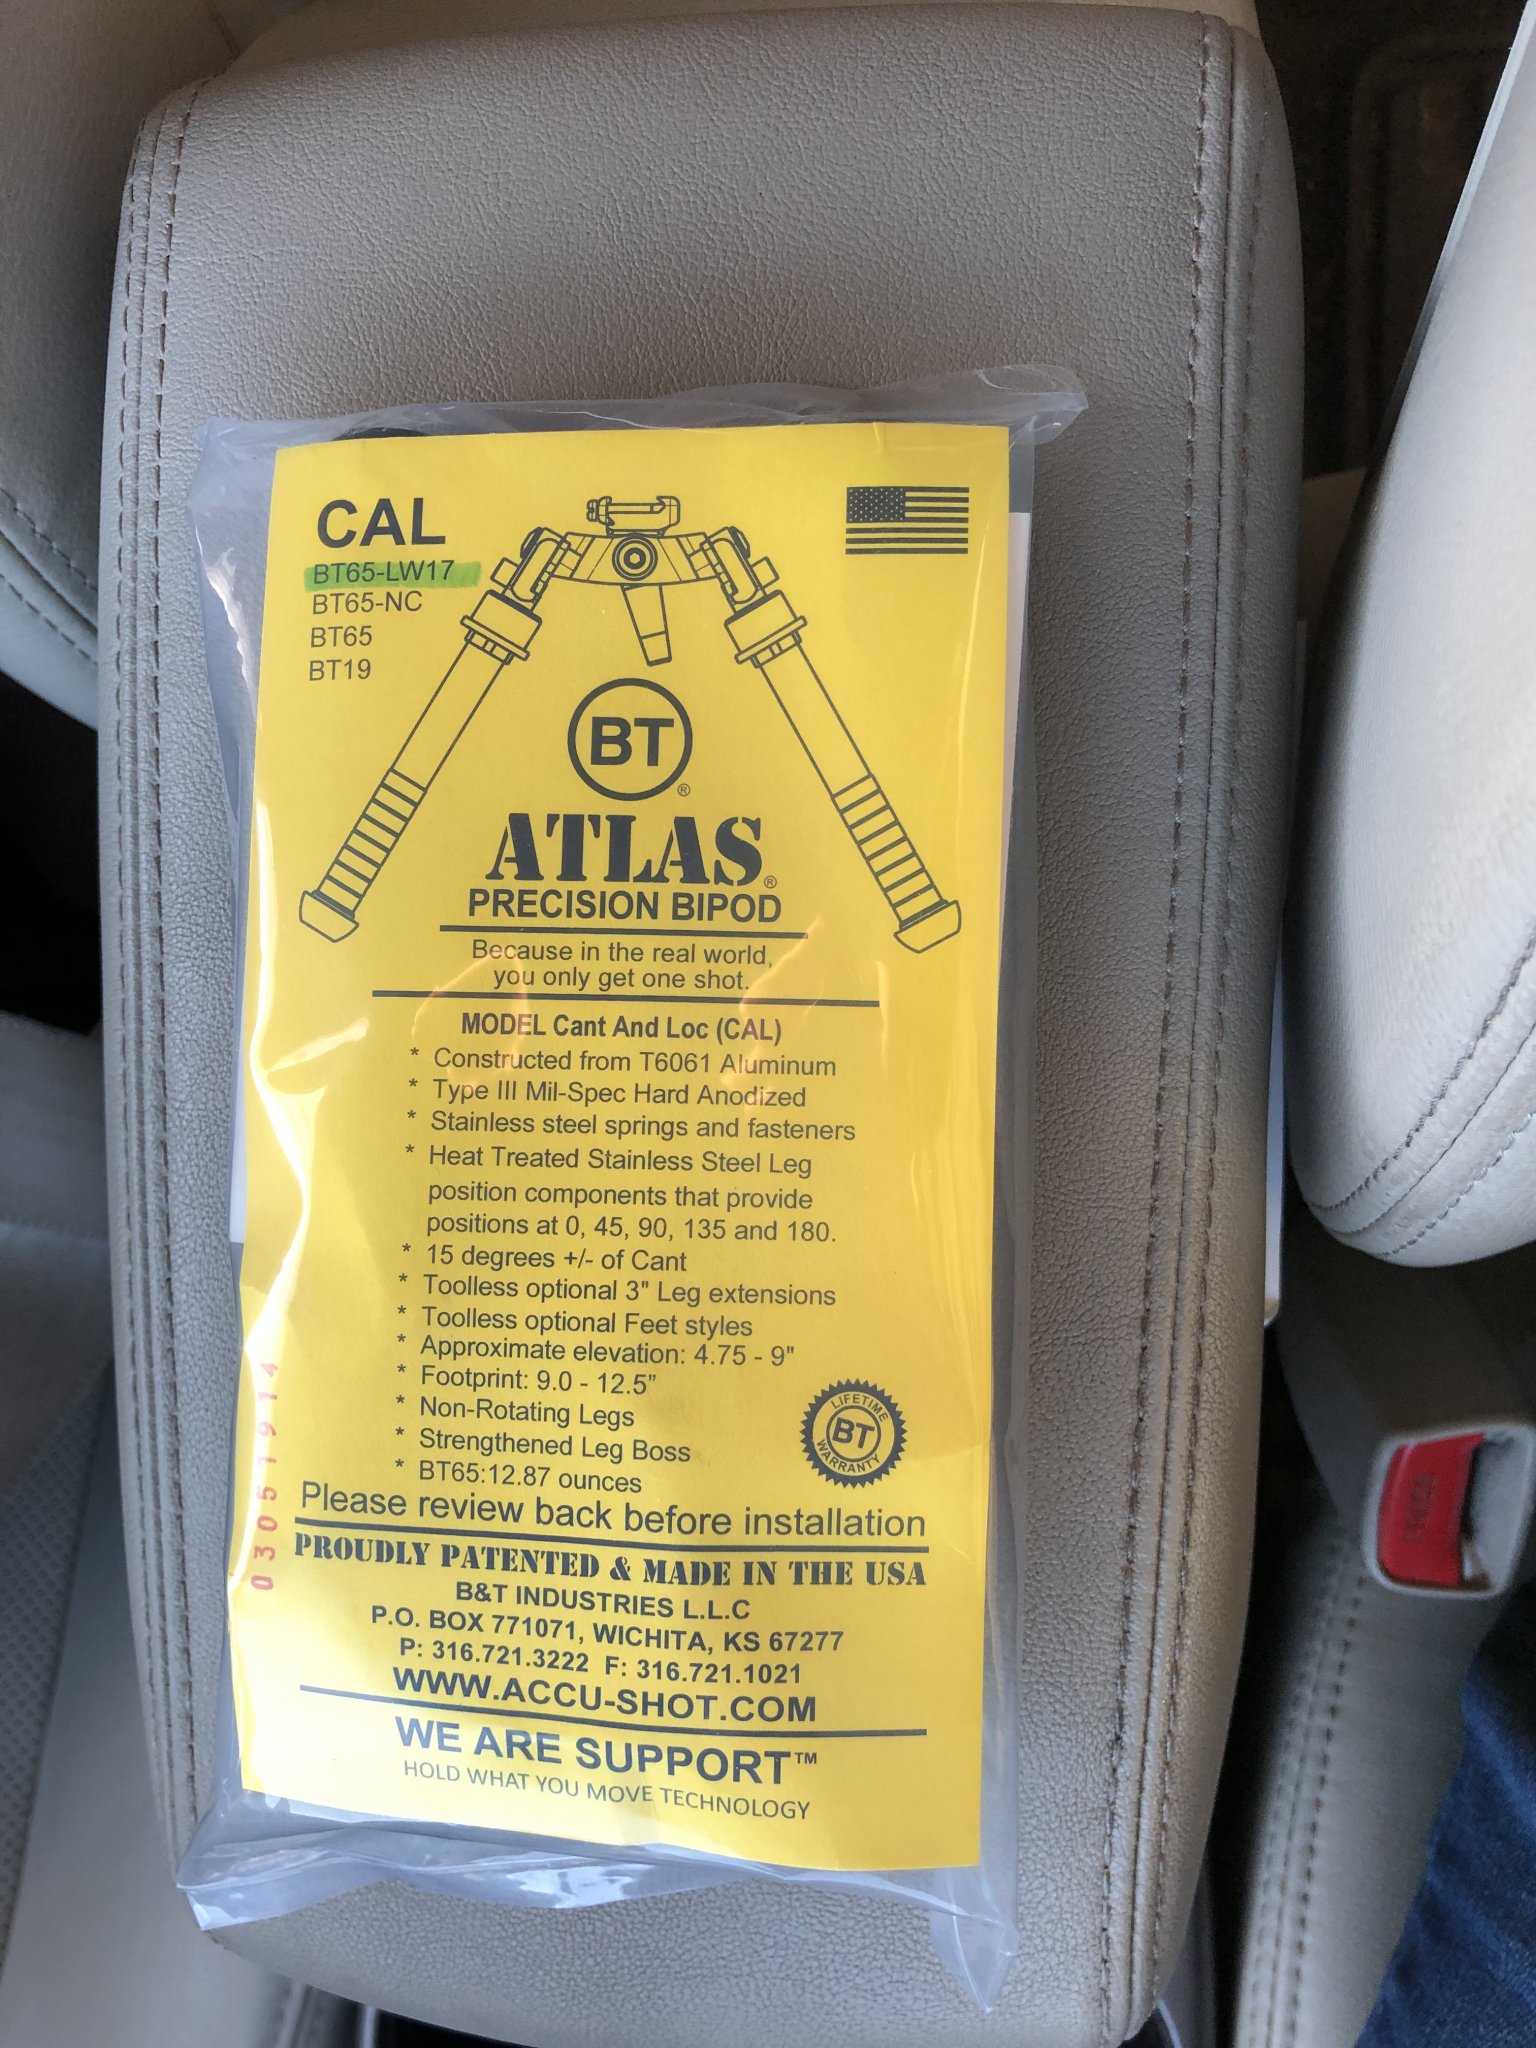 CAL
BT65-LW17
BT65-NC
BT65
BT19
BT
®
ATLAS®
PRECISION BIPOD
Because in the real world,
you only get one shot.
MODEL Cant And Loc (CAL)
* Constructed from T6061 Aluminum
* Type III Mil-Spec Hard Anodized
* Stainless steel springs and fasteners
* Heat Treated Stainless Steel Leg
position components that provide
positions at 0, 45, 90, 135 and 180.
* 15 degrees +/- of Cant
* Toolless optional 3" Leg extensions
* Toolless optional Feet styles
* Approximate elevation: 4.75 - 9"
* Footprint: 9.0 - 12.5”
* Non-Rotating Legs
* Strengthened Leg Boss
* BT65:12.87 ounces
LIFETIME
BT
WARRANTY
03051914
Please review back before installation
PROUDLY PATENTED & MADE IN THE USA
B&T INDUSTRIES L.L.C
P.O. BOX 771071, WICHITA, KS 67277
P: 316.721.3222 F: 316.721.1021
WWW.ACCU-SHOT.COM
WE ARE SUPPORT™
HOLD WHAT YOU MOVE TECHNOLOGY